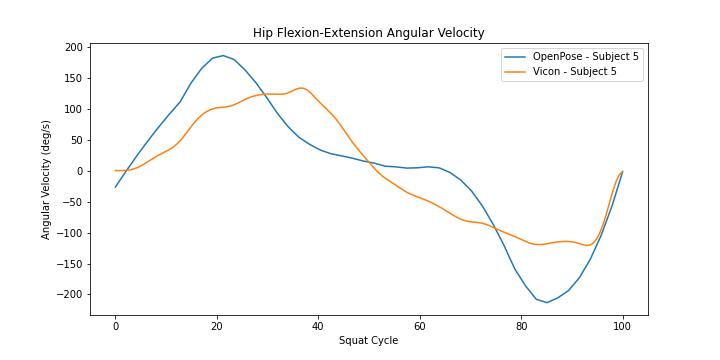 Hip Flexion-Extension Angular Velocity
OpenPose - Subject 5
Vicon - Subject 5
Angular Velocity (deg/s)
200
150
100
50
0
−50
−100
−150
−200
0 20 40 60 80 100
Squat Cycle